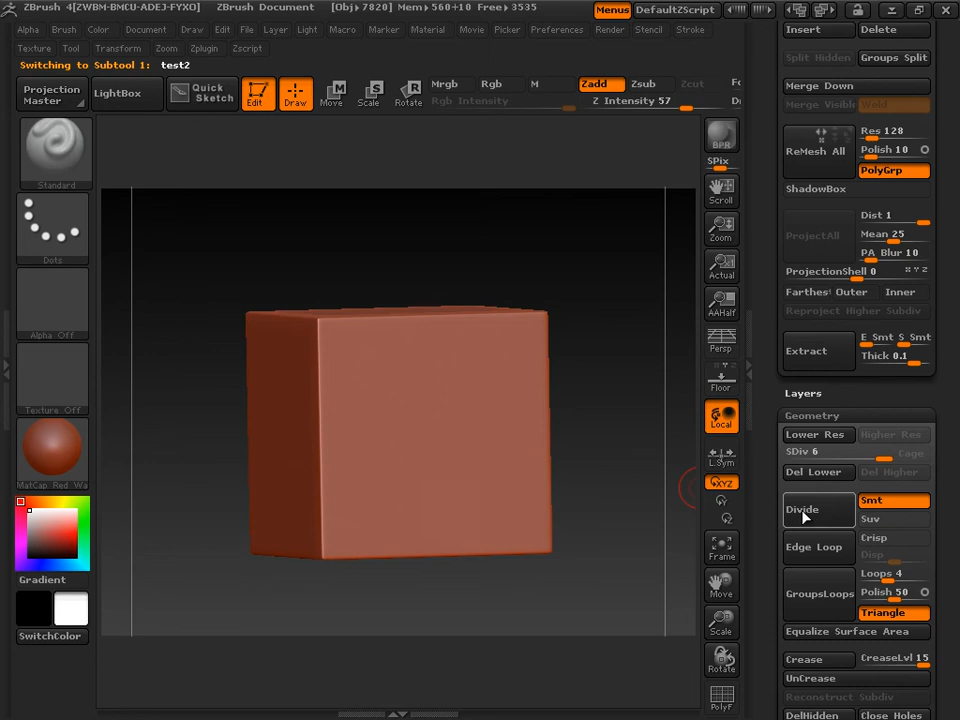 ZBrush 4[ZWBM-BMCU-ADEJ-FYXO] ZBrush Document [Obj> 7820] Mem> 560+10 Free> 3535 Menus DefaultZScript
Alpha Brush Color Document Draw Edit File Layer Light Macro Marker Material Movie Picker Preferences Render Stencil Stroke
Texture Tool Transform Zoom Zplugin Zscript
Switching to Subtool 1: test2
Projection Master
LightBox
Quick Sketch
Edit
Draw
Move
Scale
Rotate
Mrgb Rgb M Zadd Zsub Zcut Fo
Rgb Intensity Z Intensity 57
Standard
Dots
Alpha Off
Texture Off
MatCap Red Wa
Gradient
SwitchColor
BPR
SPix
Scroll
Zoom
Actual
AAHalf
Persp
Floor
Local
L.Sym
XYZ
Y
Z
Frame
Move
Scale
Rotate
PolyF
Insert Delete
Split Hidden Groups Split
Merge Down
Merge Visible Weld
ReMesh All
Res 128
Polish 10
PolyGrp
ShadowBox
ProjectAll
Dist 1
Mean 25
PA Blur 10
ProjectionShell 0 X Y Z
Farthest Outer Inner
Reproject Higher Subdiv
Extract
E Smt S Smt
Thick 0.1
Layers
Geometry
Lower Res Higher Res
SDiv 6 Cage
Del Lower Del Higher
Divide
Smt
Suv
Edge Loop
Crisp
Disp
GroupsLoops
Loops 4
Polish 50
Triangle
Equalize Surface Area
Crease CreaseLvl 15
UnCrease
Reconstruct Subdiv
DelHidden Close Holes